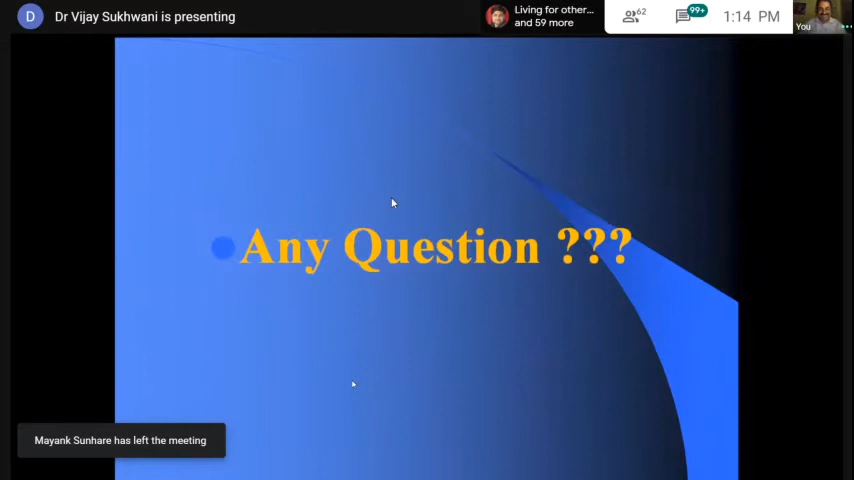 D
Dr Vijay Sukhwani is presenting
Living for other...
and 59 more
62
99+
1:14 PM
You
Any Question ???
Mayank Sunhare has left the meeting